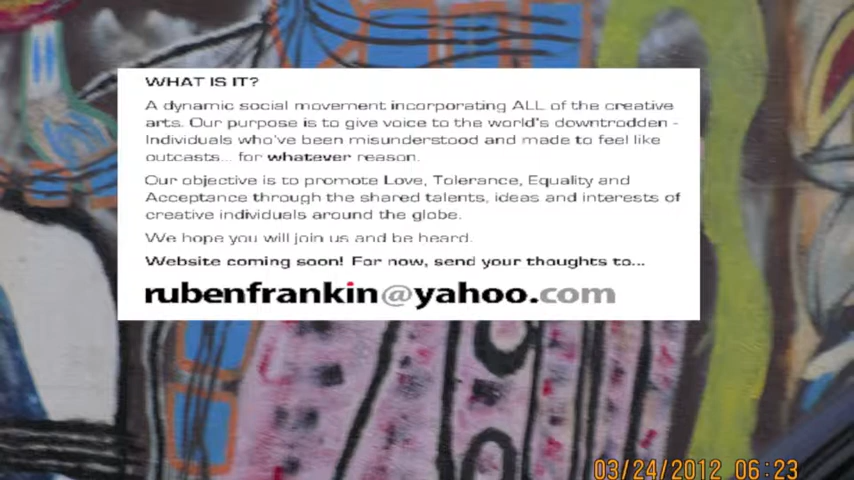 WHAT IS IT?
A dynamic social movement incorporating ALL of the creative
arts. Our purpose is to give voice to the world's downtrodden -
Individuals who've been misunderstood and made to feel like
outcasts... for whatever reason.
Our objective is to promote Love, Tolerance, Equality and
Acceptance through the shared talents, ideas and interests of
creative individuals around the globe.
We hope you will join us and be heard.
Website coming soon! For now, send your thoughts to...
rubenfrankin@yahoo.com
03/24/2012 06:23